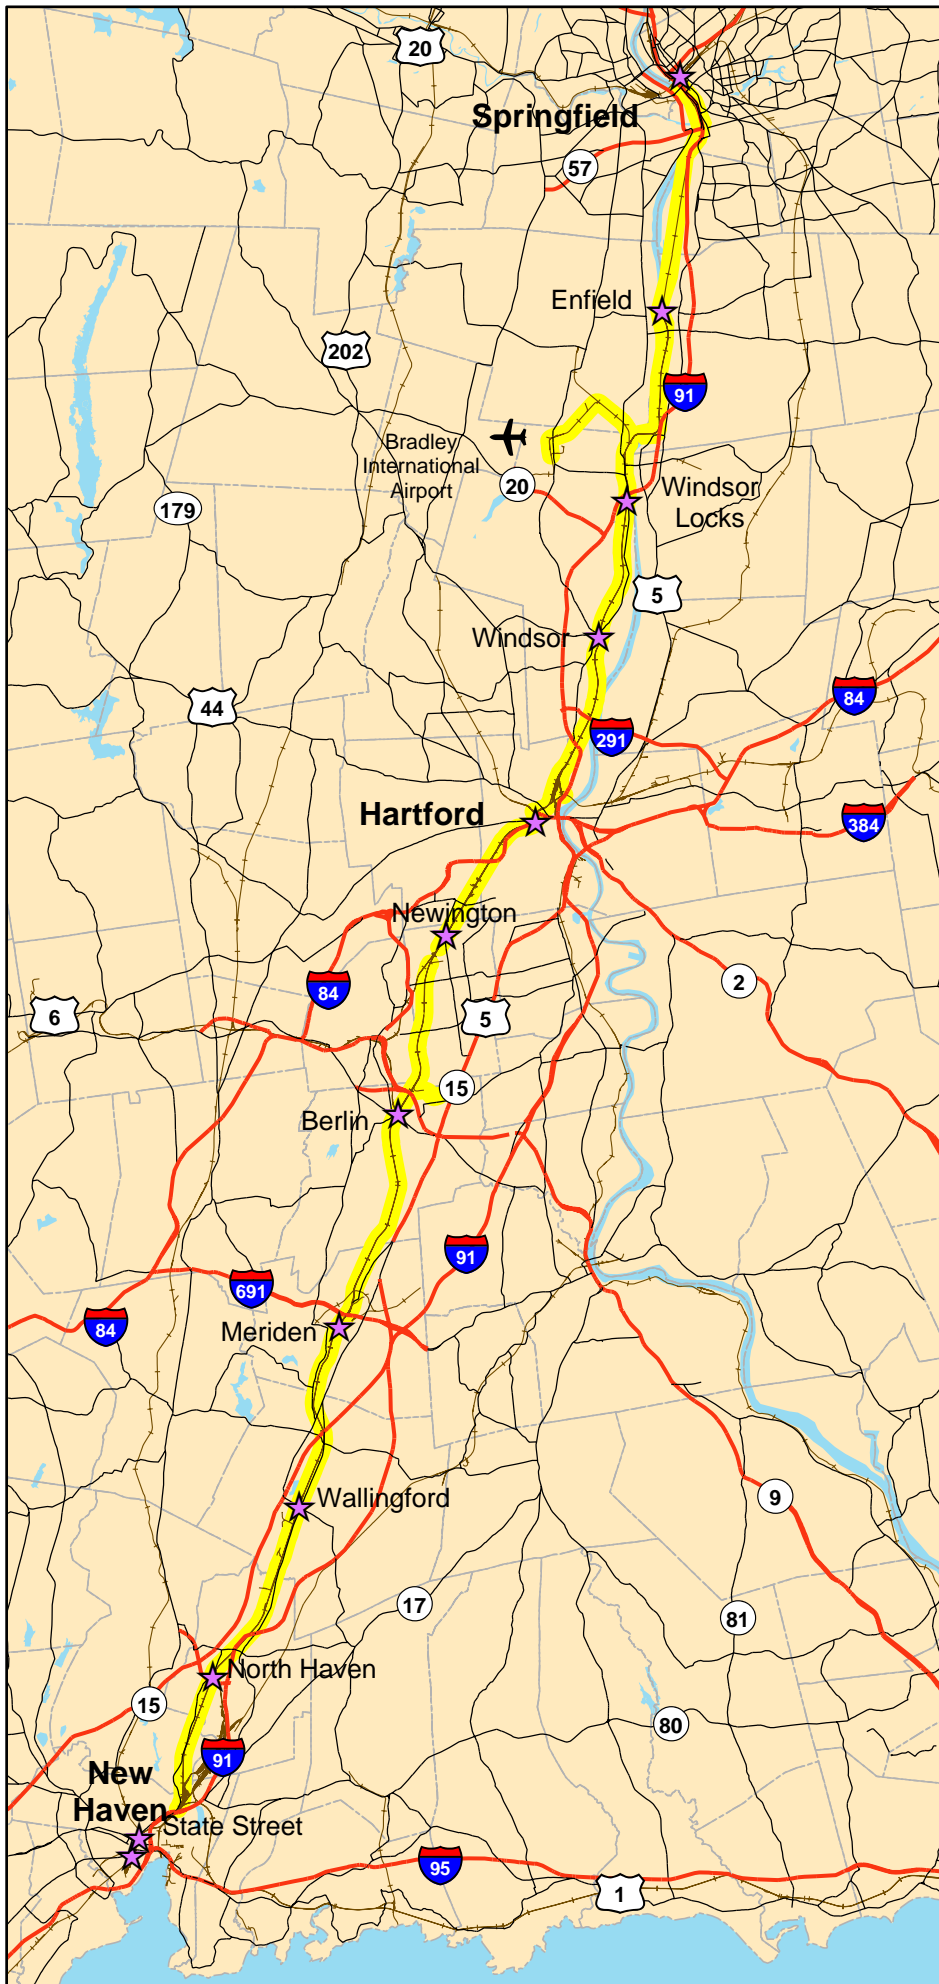 20
Springfield
57
Enfield
202
91
Bradley
International
Airport
20
Windsor
Locks
179
5
Windsor
44
84
291
Hartford
384
Newington
84
2
6
5
15
Berlin
91
691
84
Meriden
Wallingford
9
17
81
North Haven
15
80
91
New
Haven
State Street
95
1